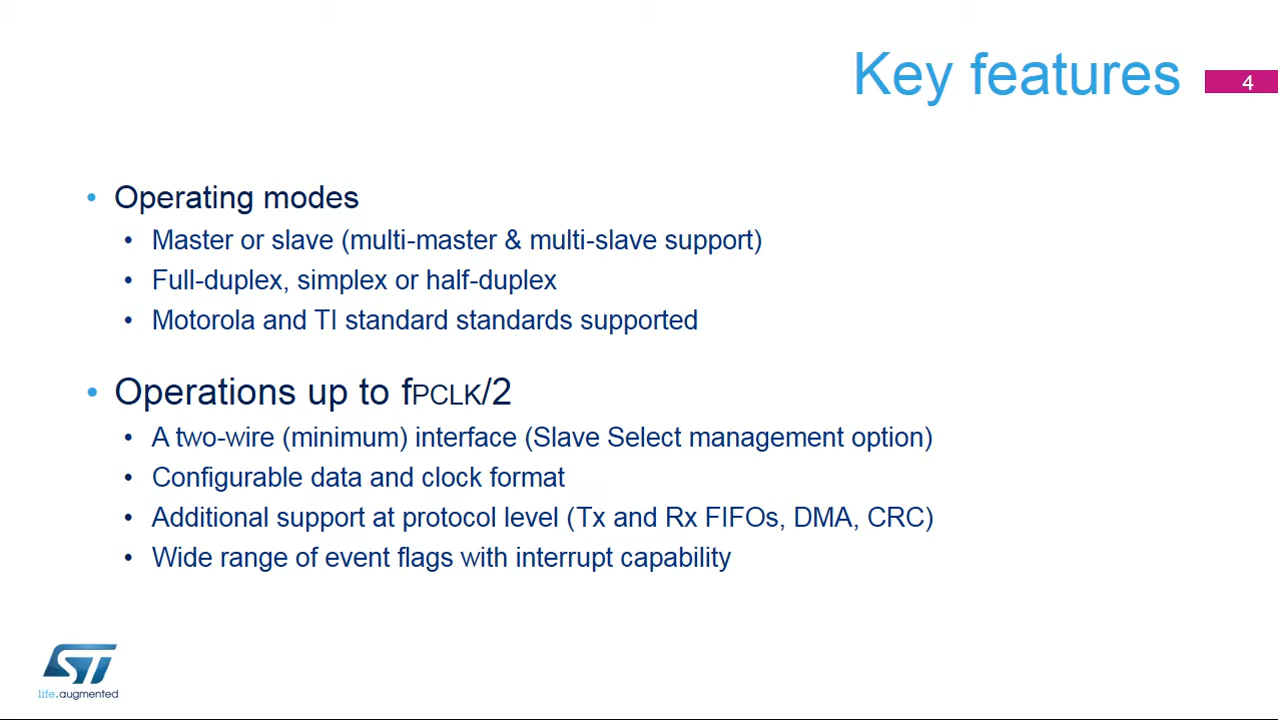 Key features
4
• Operating modes
• Master or slave (multi-master & multi-slave support)
• Full-duplex, simplex or half-duplex
• Motorola and TI standard standards supported
• Operations up to fPCLK/2
• A two-wire (minimum) interface (Slave Select management option)
• Configurable data and clock format
• Additional support at protocol level (Tx and Rx FIFOs, DMA, CRC)
• Wide range of event flags with interrupt capability
ST
life.augmented